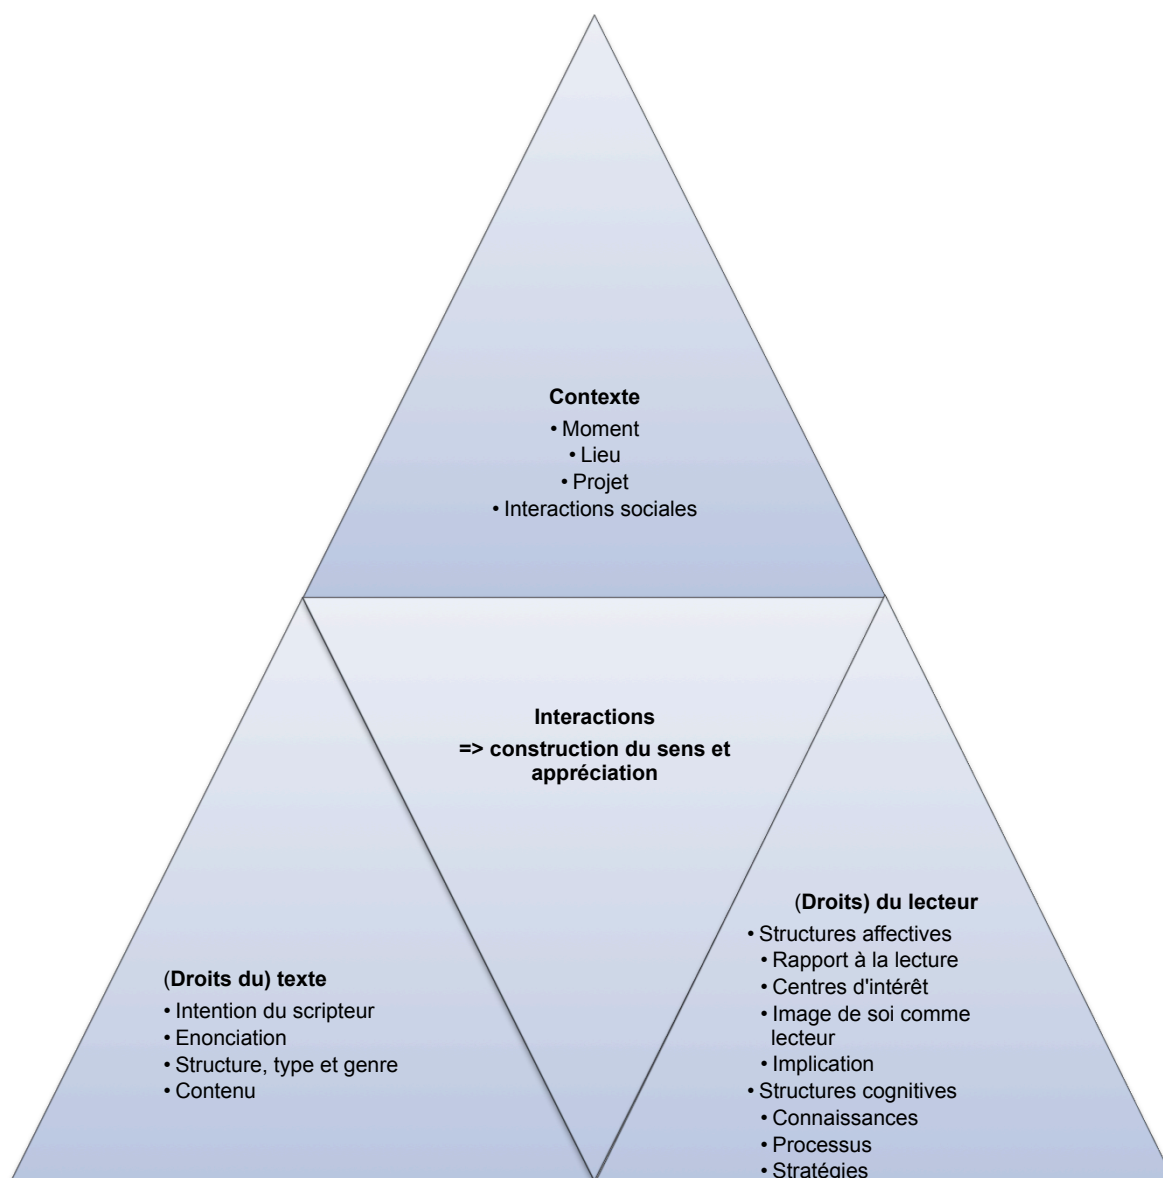 Contexte
• Moment
• Lieu
• Projet
• Interactions sociales
Interactions
=> construction du sens et
appréciation
(Droits du) texte
• Intention du scripteur
• Enonciation
• Structure, type et genre
• Contenu
(Droits) du lecteur
• Structures affectives
• Rapport à la lecture
• Centres d'intérêt
• Image de soi comme
lecteur
• Implication
• Structures cognitives
• Connaissances
• Processus
• Stratégies